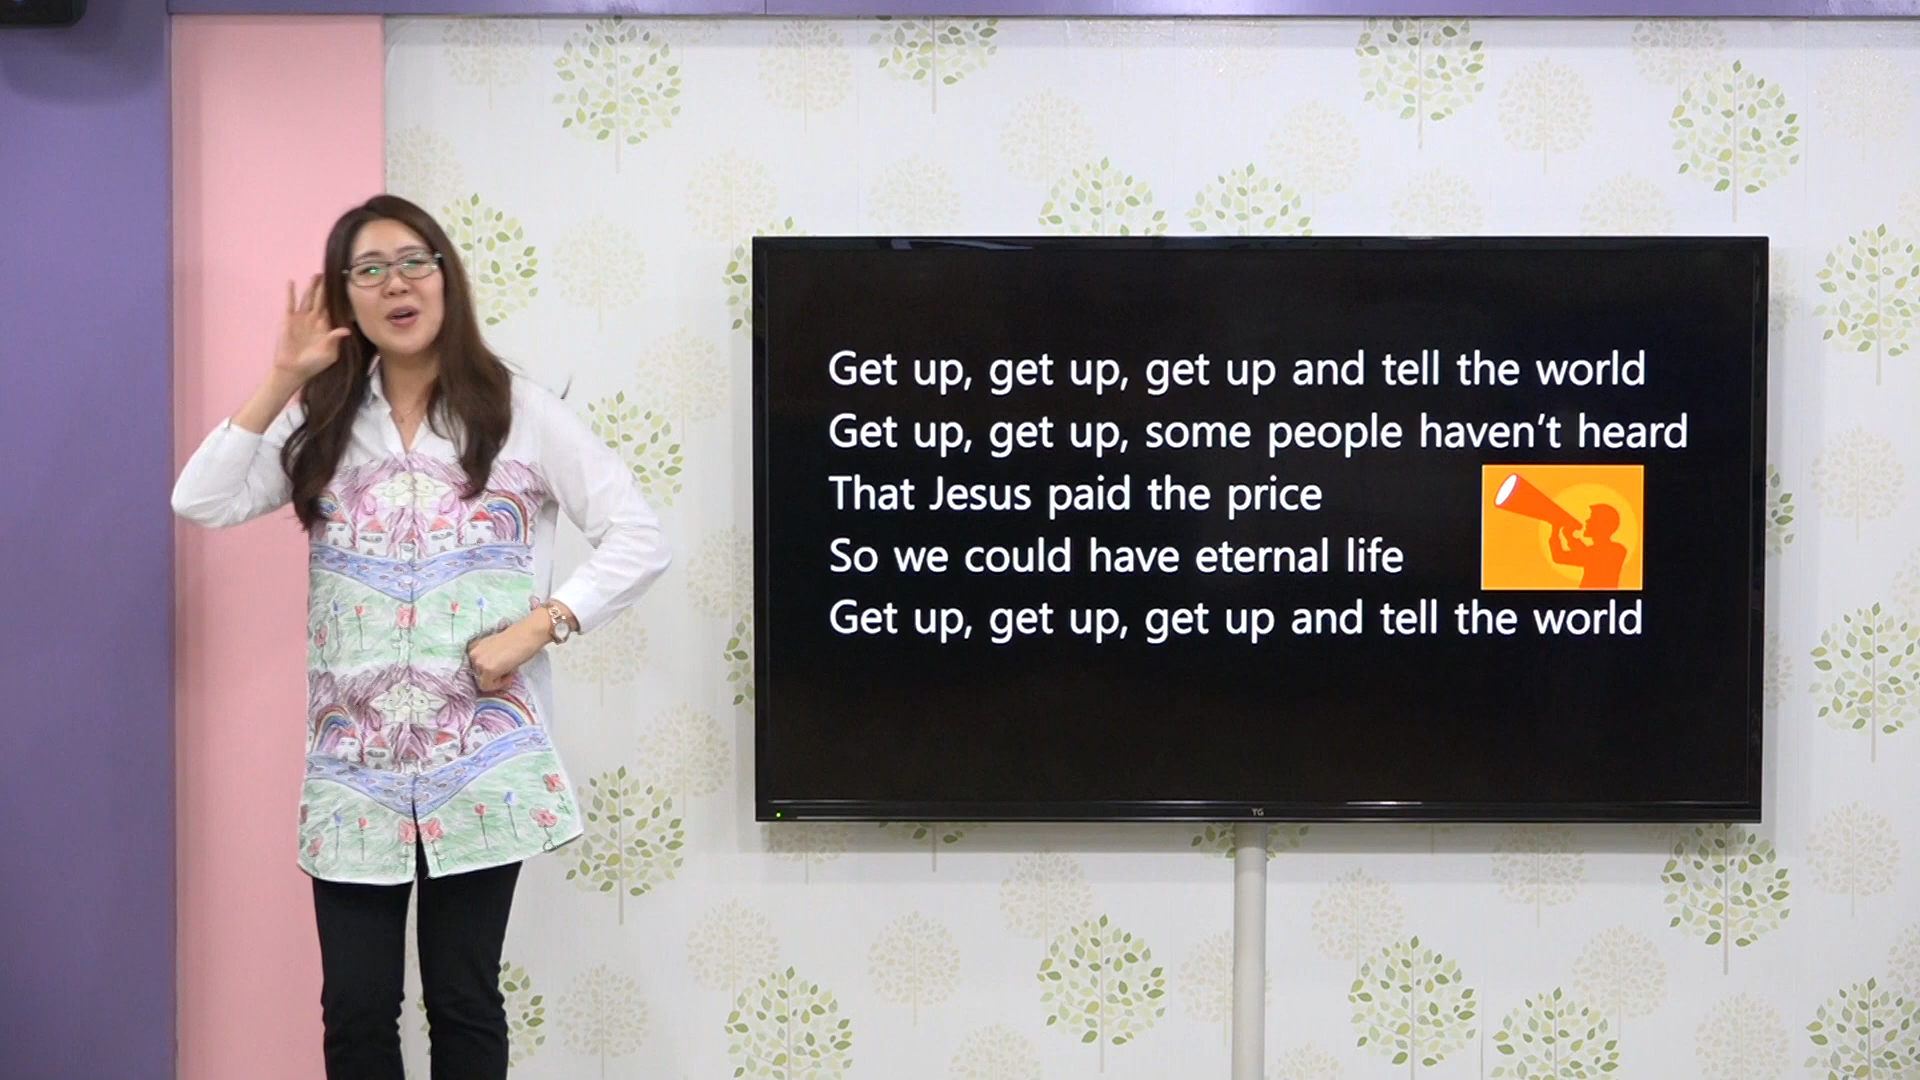 Get up, get up, get up and tell the world
Get up, get up, some people haven't heard
That Jesus paid the price
So we could have eternal life
Get up, get up, get up and tell the world
TG